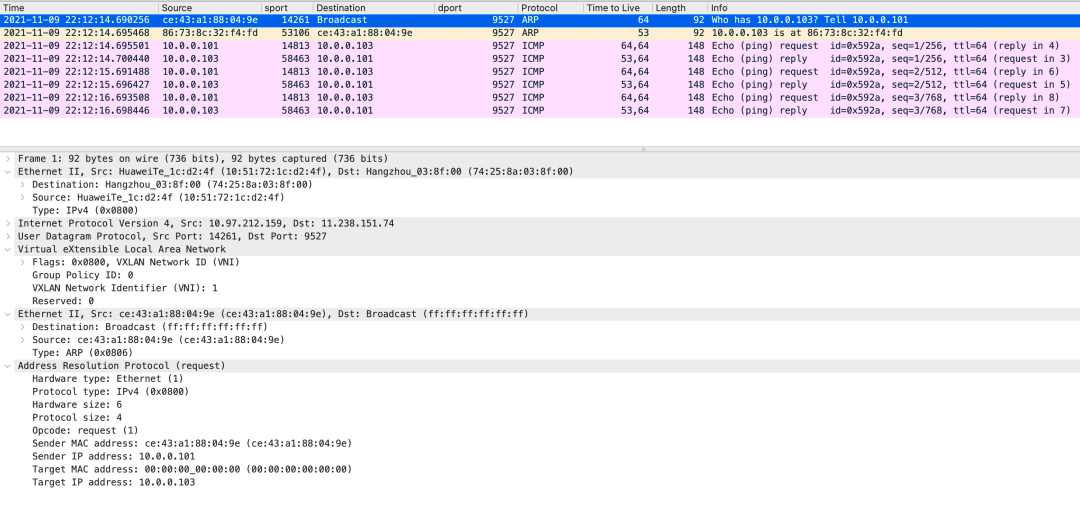 Time Source sport Destination dport Protocol Time to Live Length Info
2021-11-09 22:12:14.690256 ce:43:a1:88:04:9e 14261 Broadcast 9527 ARP 64 92 Who has 10.0.0.103? Tell 10.0.0.101
2021-11-09 22:12:14.695468 86:73:8c:32:f4:fd 53106 ce:43:a1:88:04:9e 9527 ARP 53 92 10.0.0.103 is at 86:73:8c:32:f4:fd
2021-11-09 22:12:14.695501 10.0.0.101 14813 10.0.0.103 9527 ICMP 64,64 148 Echo (ping) request id=0x592a, seq=1/256, ttl=64 (reply in 4)
2021-11-09 22:12:14.700440 10.0.0.103 58463 10.0.0.101 9527 ICMP 53,64 148 Echo (ping) reply id=0x592a, seq=1/256, ttl=64 (request in 3)
2021-11-09 22:12:15.691488 10.0.0.101 14813 10.0.0.103 9527 ICMP 64,64 148 Echo (ping) request id=0x592a, seq=2/512, ttl=64 (reply in 6)
2021-11-09 22:12:15.696427 10.0.0.103 58463 10.0.0.101 9527 ICMP 53,64 148 Echo (ping) reply id=0x592a, seq=2/512, ttl=64 (request in 5)
2021-11-09 22:12:16.693508 10.0.0.101 14813 10.0.0.103 9527 ICMP 64,64 148 Echo (ping) request id=0x592a, seq=3/768, ttl=64 (reply in 8)
2021-11-09 22:12:16.698446 10.0.0.103 58463 10.0.0.101 9527 ICMP 53,64 148 Echo (ping) reply id=0x592a, seq=3/768, ttl=64 (request in 7)
Frame 1: 92 bytes on wire (736 bits), 92 bytes captured (736 bits)
Ethernet II, Src: HuaweiTe_1c:d2:4f (10:51:72:1c:d2:4f), Dst: Hangzhou_03:8f:00 (74:25:8a:03:8f:00)
Destination: Hangzhou_03:8f:00 (74:25:8a:03:8f:00)
Source: HuaweiTe_1c:d2:4f (10:51:72:1c:d2:4f)
Type: IPv4 (0x0800)
Internet Protocol Version 4, Src: 10.97.212.159, Dst: 11.238.151.74
User Datagram Protocol, Src Port: 14261, Dst Port: 9527
Virtual eXtensible Local Area Network
Flags: 0x0800, VXLAN Network ID (VNI)
Group Policy ID: 0
VXLAN Network Identifier (VNI): 1
Reserved: 0
Ethernet II, Src: ce:43:a1:88:04:9e (ce:43:a1:88:04:9e), Dst: Broadcast (ff:ff:ff:ff:ff:ff)
Destination: Broadcast (ff:ff:ff:ff:ff:ff)
Source: ce:43:a1:88:04:9e (ce:43:a1:88:04:9e)
Type: ARP (0x0806)
Address Resolution Protocol (request)
Hardware type: Ethernet (1)
Protocol type: IPv4 (0x0800)
Hardware size: 6
Protocol size: 4
Opcode: request (1)
Sender MAC address: ce:43:a1:88:04:9e (ce:43:a1:88:04:9e)
Sender IP address: 10.0.0.101
Target MAC address: 00:00:00_00:00:00 (00:00:00:00:00:00)
Target IP address: 10.0.0.103